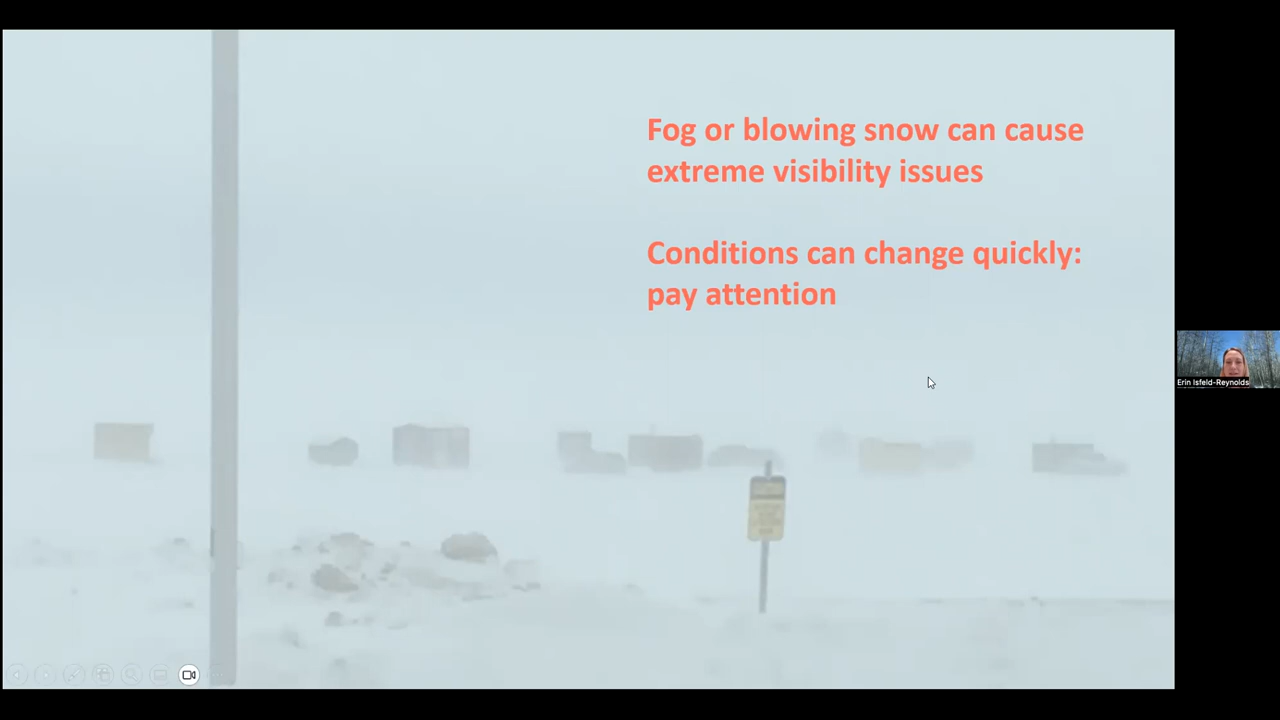 Fog or blowing snow can cause
extreme visibility issues
Conditions can change quickly:
pay attention
Erin Isfeld-Reynolds